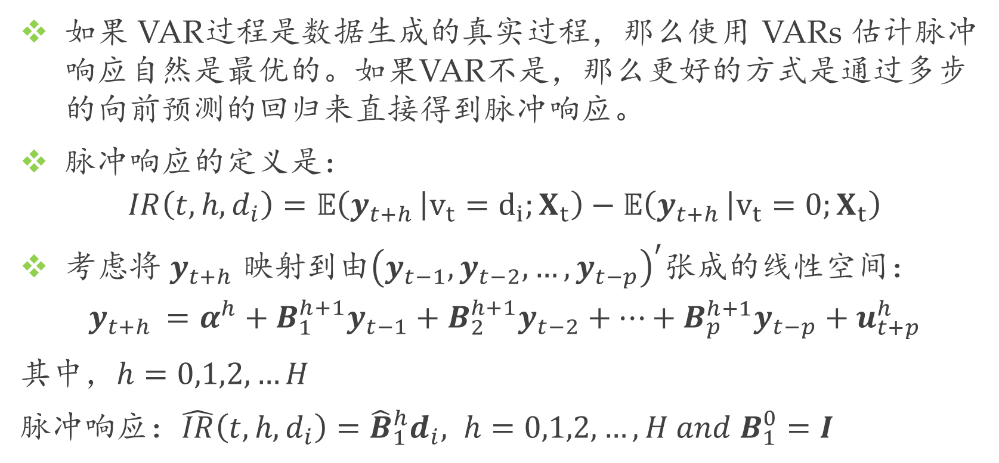 ❖ 如果 VAR过程是数据生成的真实过程，那么使用 VARs 估计脉冲
响应自然是最优的。如果VAR不是，那么更好的方式是通过多步
的向前预测的回归来直接得到脉冲响应。
❖ 脉冲响应的定义是：
$IR(t, h, d_i) = \mathbb{E}(\boldsymbol{y}_{t+h} | \mathrm{v_t} = \mathrm{d_i}; \mathbf{X}_\mathrm{t}) - \mathbb{E}(\boldsymbol{y}_{t+h} | \mathrm{v_t} = 0; \mathbf{X}_\mathrm{t})$
❖ 考虑将 $\boldsymbol{y}_{t+h}$ 映射到由$(\boldsymbol{y}_{t-1}, \boldsymbol{y}_{t-2}, \ldots, \boldsymbol{y}_{t-p})'$张成的线性空间：
$\boldsymbol{y}_{t+h} = \boldsymbol{\alpha}^h + \boldsymbol{B}_1^{h+1}\boldsymbol{y}_{t-1} + \boldsymbol{B}_2^{h+1}\boldsymbol{y}_{t-2} + \cdots + \boldsymbol{B}_p^{h+1}\boldsymbol{y}_{t-p} + \boldsymbol{u}_{t+p}^h$
其中，$h = 0,1,2, \ldots H$
脉冲响应：$\widehat{IR}(t, h, d_i) = \widehat{\boldsymbol{B}}_1^h \boldsymbol{d}_i, \ h = 0,1,2, \ldots, H \ and \ \boldsymbol{B}_1^0 = \boldsymbol{I}$